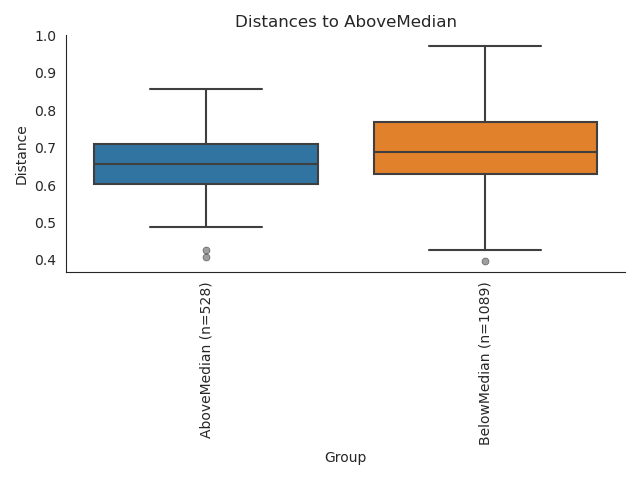 Distances to AboveMedian
1.0
0.9
0.8
0.7
0.6
0.5
0.4
Distance
AboveMedian (n=528)
BelowMedian (n=1089)
Group